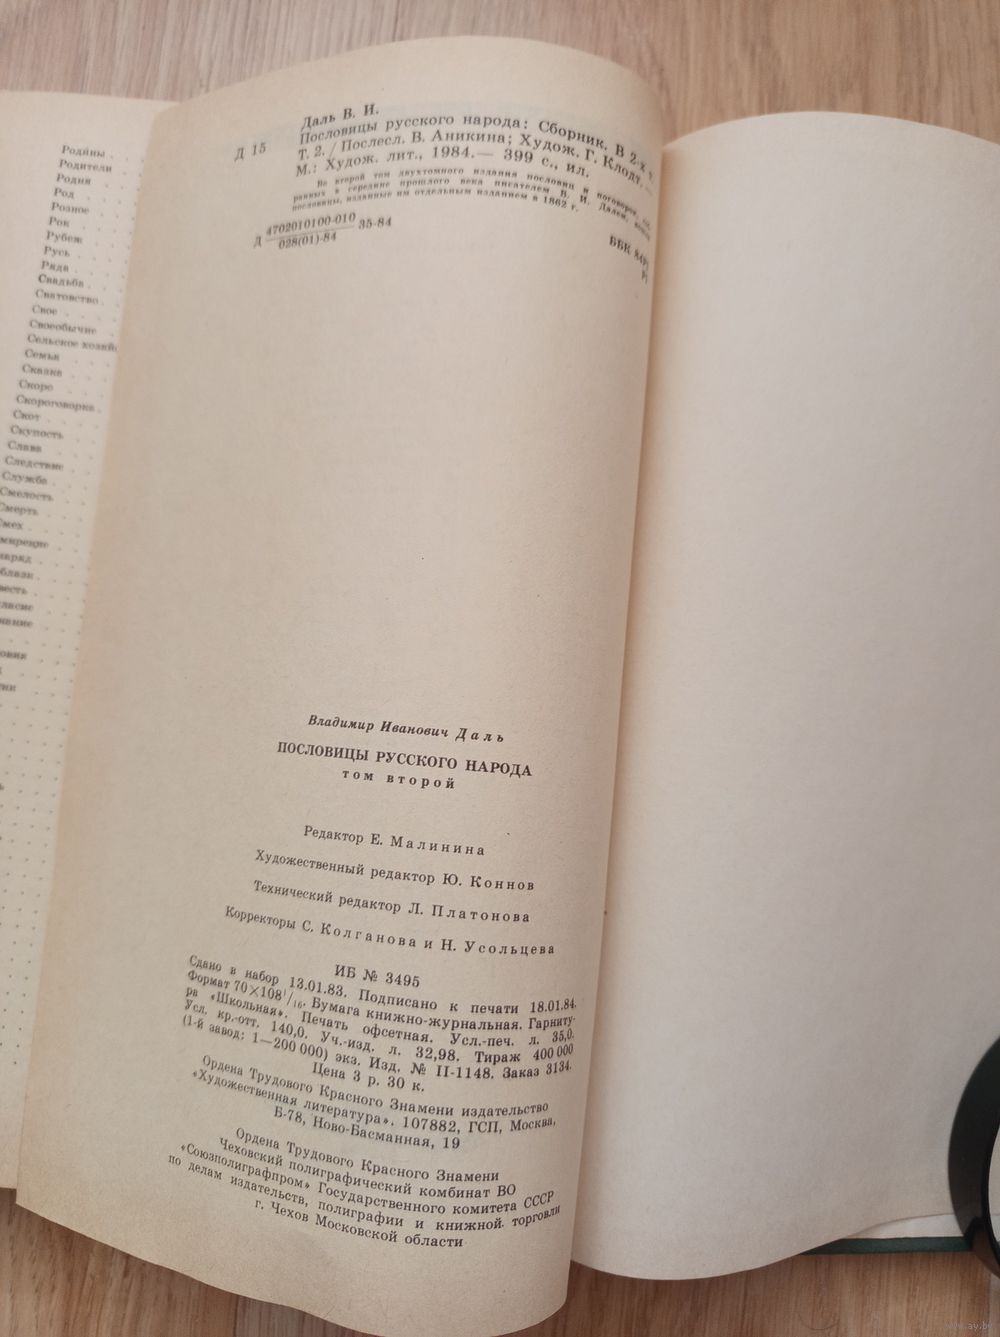 Родины
Родители
Родня
Род
Розное
Рок
Рубеж
Русь
Ряда
Свадьба
Сватовство
Свое
Своеобычие
Сельское хозяй
Семья
Сказка
Скоро
Скороговорка
Скот
Скупость
Слава
Следствие
Служба
Смелость
Смерть
Смех
Даль В. И.
Д 15 Пословицы русского народа: Сборник. В 2-х т.
Т. 2. / Послесл. В. Аникина; Худож. Г. Клодт. —
М.: Худож. лит., 1984.— 399 с., ил.
Во второй том двухтомного издания пословиц и поговорок, соб-
ранных в середине прошлого века писателем В. И. Далем, вошли
пословицы, изданные им отдельным изданием в 1862 г.
Д 4702010100-010 35-84
028(01)-84
ББК 84Р
Владимир Иванович Даль
ПОСЛОВИЦЫ РУССКОГО НАРОДА
том второй
Редактор Е. Малинина
Художественный редактор Ю. Коннов
Технический редактор Л. Платонова
Корректоры С. Колганова и Н. Усольцева
ИБ № 3495
Сдано в набор 13.01.83. Подписано к печати 18.01.84.
Формат 70×108¹/₁₆. Бумага книжно-журнальная. Гарниту-
ра «Школьная». Печать офсетная. Усл.-печ. л. 35,0.
Усл. кр.-отт. 140,0. Уч.-изд. л. 32,98. Тираж 400 000
(1-й завод: 1—200 000) экз. Изд. № II-1148. Заказ 3134.
Цена 3 р. 30 к.
Ордена Трудового Красного Знамени издательство
«Художественная литература». 107882, ГСП, Москва,
Б-78, Ново-Басманная, 19
Ордена Трудового Красного Знамени
Чеховский полиграфический комбинат ВО
«Союзполиграфпром» Государственного комитета СССР
по делам издательств, полиграфии и книжной торговли
г. Чехов Московской области
www.ay.by